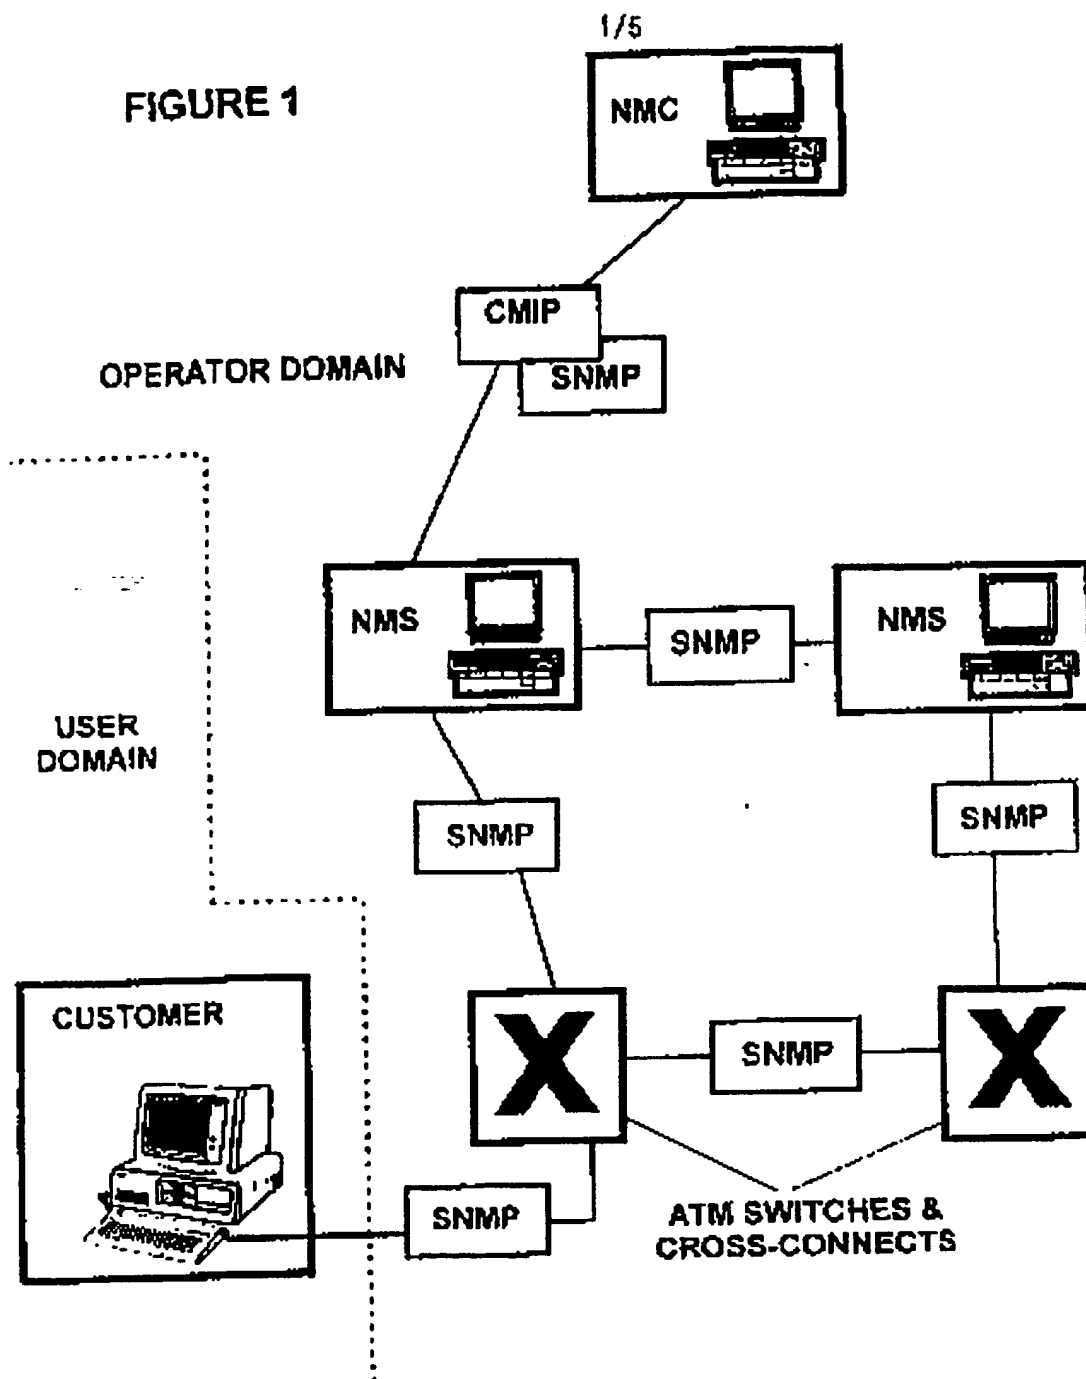 1/5
FIGURE 1
NMC
CMIP
SNMP
OPERATOR DOMAIN
NMS
SNMP
NMS
USER
DOMAIN
SNMP
SNMP
CUSTOMER
X
SNMP
X
SNMP
ATM SWITCHES &
CROSS-CONNECTS